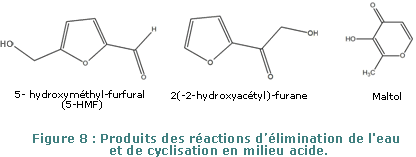 HO
O
H
O
O
OH
O
O
HO
H₃C
O
5- hydroxyméthyl-furfural
(5-HMF)
2(-2-hydroxyacétyl)-furane
Maltol
Figure 8 : Produits des réactions d'élimination de l'eau
et de cyclisation en milieu acide.